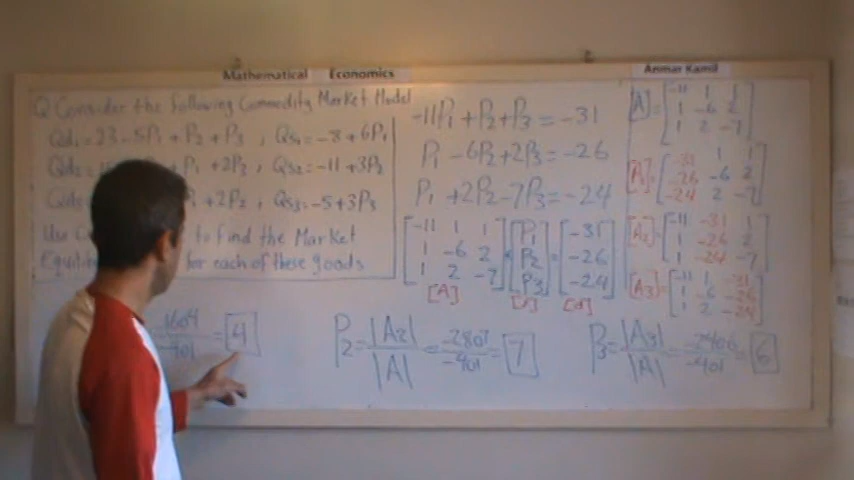 Mathematical Economics
Anmar Kamil
Q Consider the following Commodity Market Model
Qd1 = 23 - 5P1 + P2 + P3 , Qs1 = -8 + 6P1
Qd2 = 15 P1 + 2P3 , Qs2 = -11 + 3P2
+ 2P2 , Qs3 = -5 + 3P3
Use to find the Market
for each of these goods
-11P1 + P2 + P3 = -31
P1 - 6P2 + 2P3 = -26
P1 + 2P2 - 7P3 = -24
-11 1 1 P1 -31
1 -6 2 P2 = -26
1 2 -7 P3 -24
[A] [d]
-11 1 1
[A] = 1 -6 2
1 2 -7
-31 1 1
[A1] = -26 -6 2
-24 2 -7
-11 -31 1
[A2] = 1 -26 2
1 -24 -7
-11 1 -31
[A3] = 1 -6 -26
1 2 -24
-1604 / -401 = 4
P2 = |A2| / |A| = -2807 / -401 = 7
P3 = |A3| / |A| = -2406 / -401 = 6